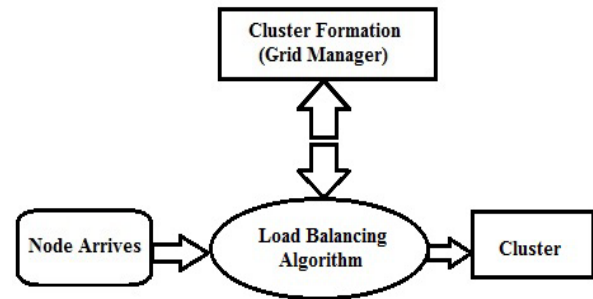 Cluster Formation
(Grid Manager)
Node Arrives
Load Balancing
Algorithm
Cluster